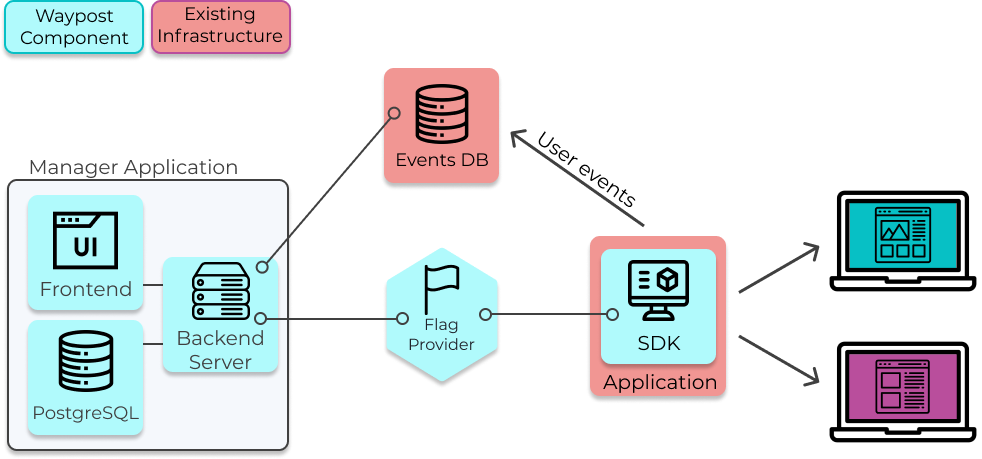 Waypost
Component
Existing
Infrastructure
Events DB
User events
Manager Application
UI
Frontend
Backend
Server
PostgreSQL
Flag
Provider
SDK
Application